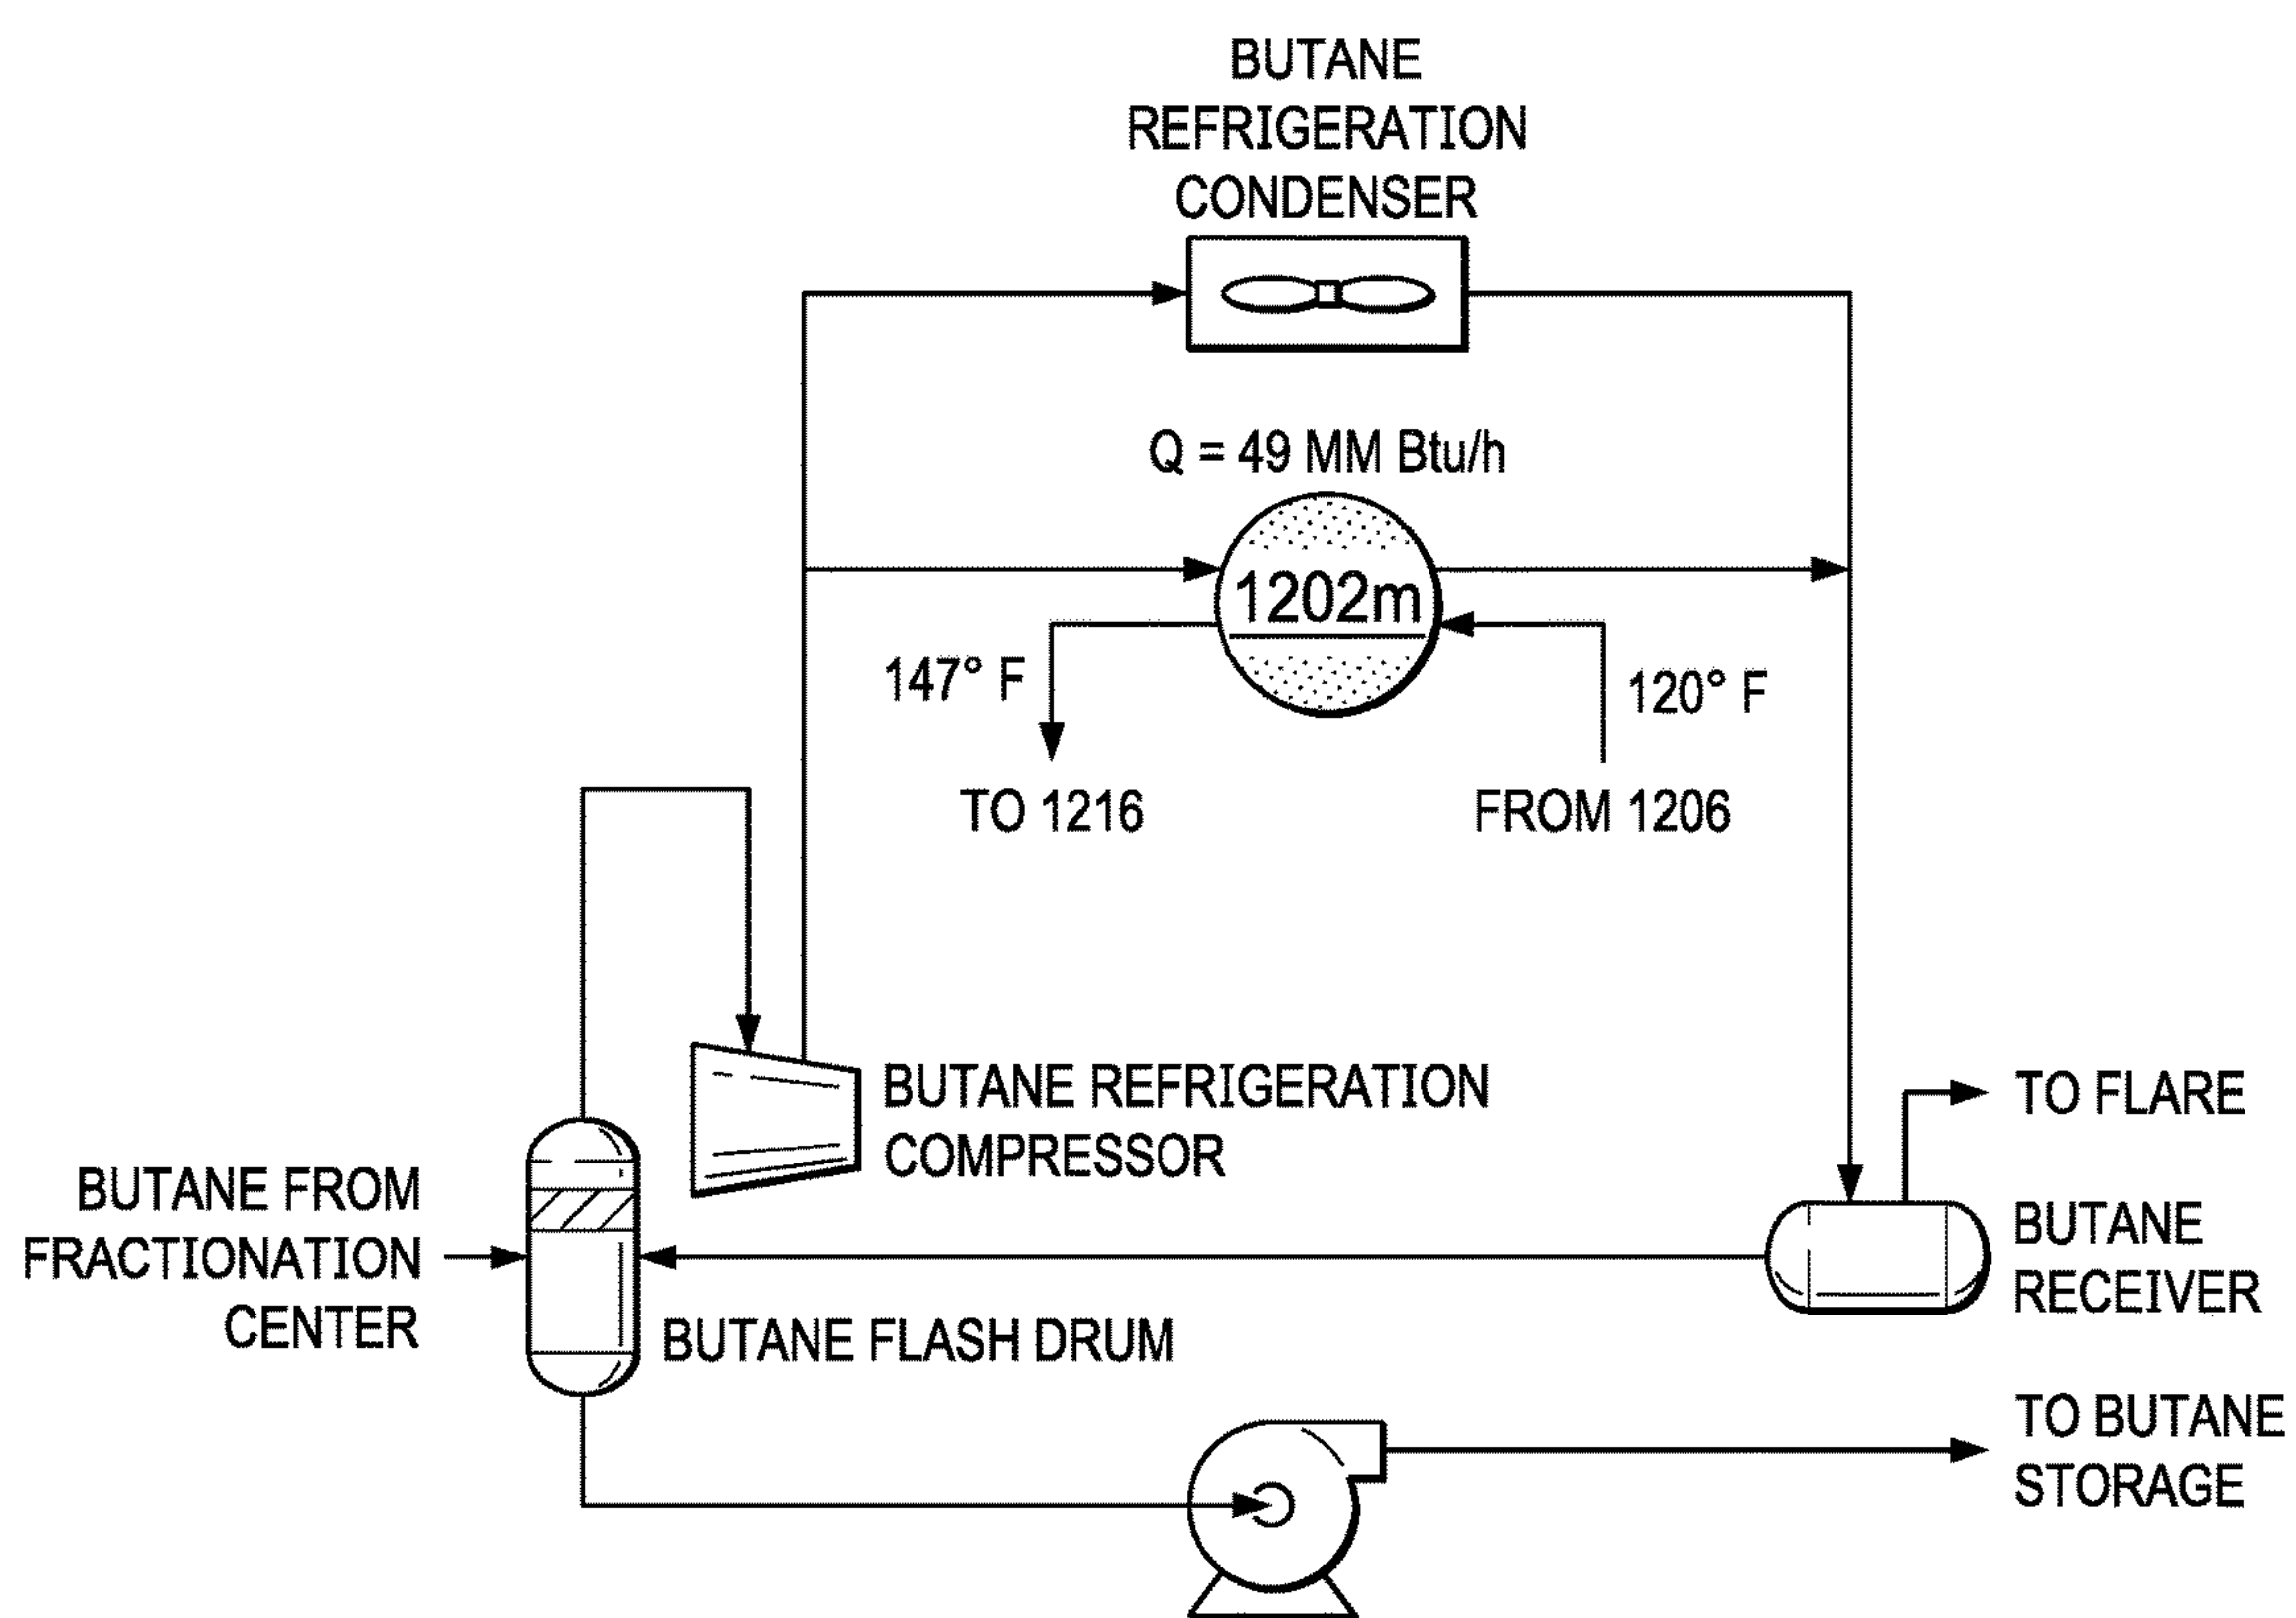 BUTANE
REFRIGERATION
CONDENSER
Q = 49 MM Btu/h
1202m
147° F
120° F
TO 1216
FROM 1206
BUTANE REFRIGERATION
COMPRESSOR
TO FLARE
BUTANE FROM
FRACTIONATION
CENTER
BUTANE
RECEIVER
BUTANE FLASH DRUM
TO BUTANE
STORAGE